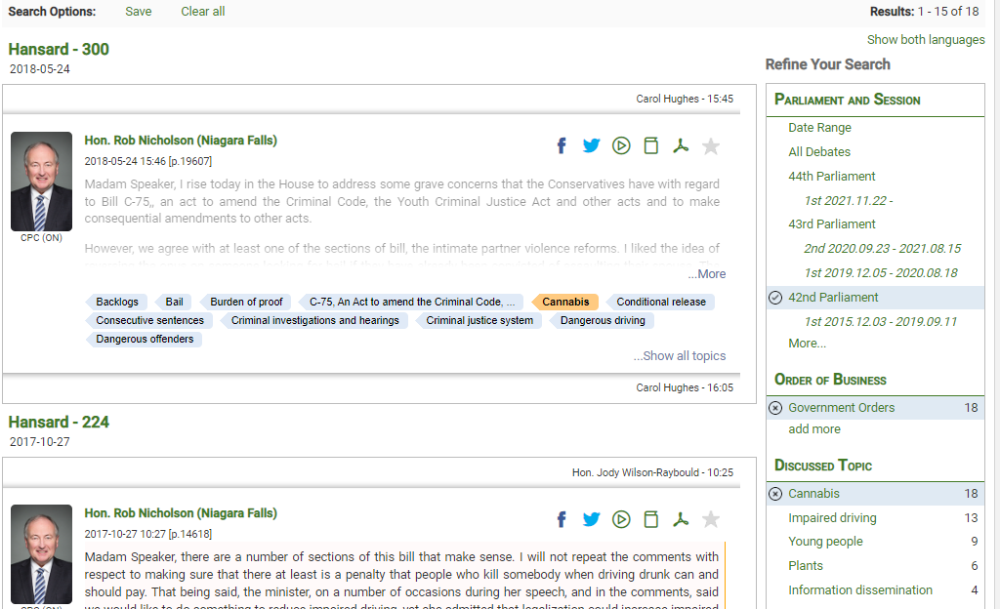 Search Options: Save Clear all Results: 1 - 15 of 18
Show both languages
Hansard - 300
2018-05-24
Carol Hughes - 15:45
Hon. Rob Nicholson (Niagara Falls)
2018-05-24 15:46 [p.19607]
CPC (ON)
Madam Speaker, I rise today in the House to address some grave concerns that the Conservatives have with regard
to Bill C-75,, an act to amend the Criminal Code, the Youth Criminal Justice Act and other acts and to make
consequential amendments to other acts.
However, we agree with at least one of the sections of bill, the intimate partner violence reforms. I liked the idea of
...More
Backlogs Bail Burden of proof C-75, An Act to amend the Criminal Code, ... Cannabis Conditional release
Consecutive sentences Criminal investigations and hearings Criminal justice system Dangerous driving
Dangerous offenders
...Show all topics
Carol Hughes - 16:05
Hansard - 224
2017-10-27
Hon. Jody Wilson-Raybould - 10:25
Hon. Rob Nicholson (Niagara Falls)
2017-10-27 10:27 [p.14618]
Madam Speaker, there are a number of sections of this bill that make sense. I will not repeat the comments with
respect to making sure that there at least is a penalty that people who kill somebody when driving drunk can and
should pay. That being said, the minister, on a number of occasions during her speech, and in the comments, said
we would like to do something to reduce impaired driving, yet she admitted that legalization could increase impaired
Refine Your Search
Parliament and Session
Date Range
All Debates
44th Parliament
1st 2021.11.22 -
43rd Parliament
2nd 2020.09.23 - 2021.08.15
1st 2019.12.05 - 2020.08.18
42nd Parliament
1st 2015.12.03 - 2019.09.11
More...
Order of Business
Government Orders 18
add more
Discussed Topic
Cannabis 18
Impaired driving 13
Young people 9
Plants 6
Information dissemination 4